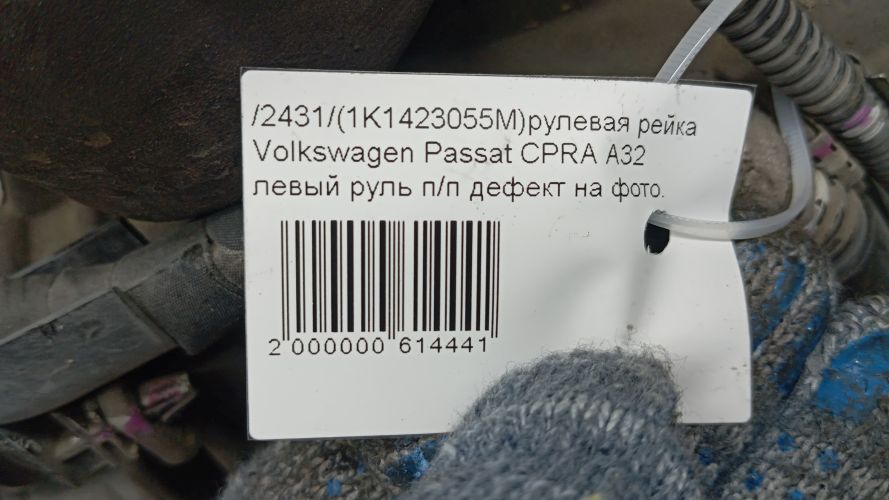 /2431/(1K1423055M)рулевая рейка
Volkswagen Passat CPRA A32
левый руль п/п дефект на фото.
2 000000 614441